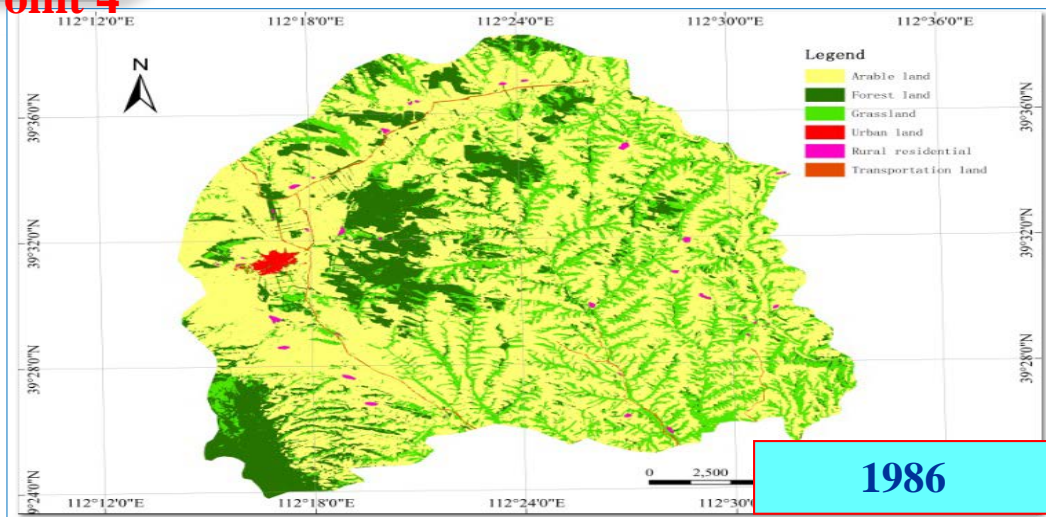 oint 4
112°12'0"E 112°18'0"E 112°24'0"E 112°30'0"E 112°36'0"E
N
Legend
Arable land
Forest land
Grassland
Urban land
Rural residential
Transportation land
39°36'0"N 39°36'0"N
39°32'0"N 39°32'0"N
39°28'0"N 39°28'0"N
39°24'0"N
0 2,500
1986
112°12'0"E 112°18'0"E 112°24'0"E 112°30'